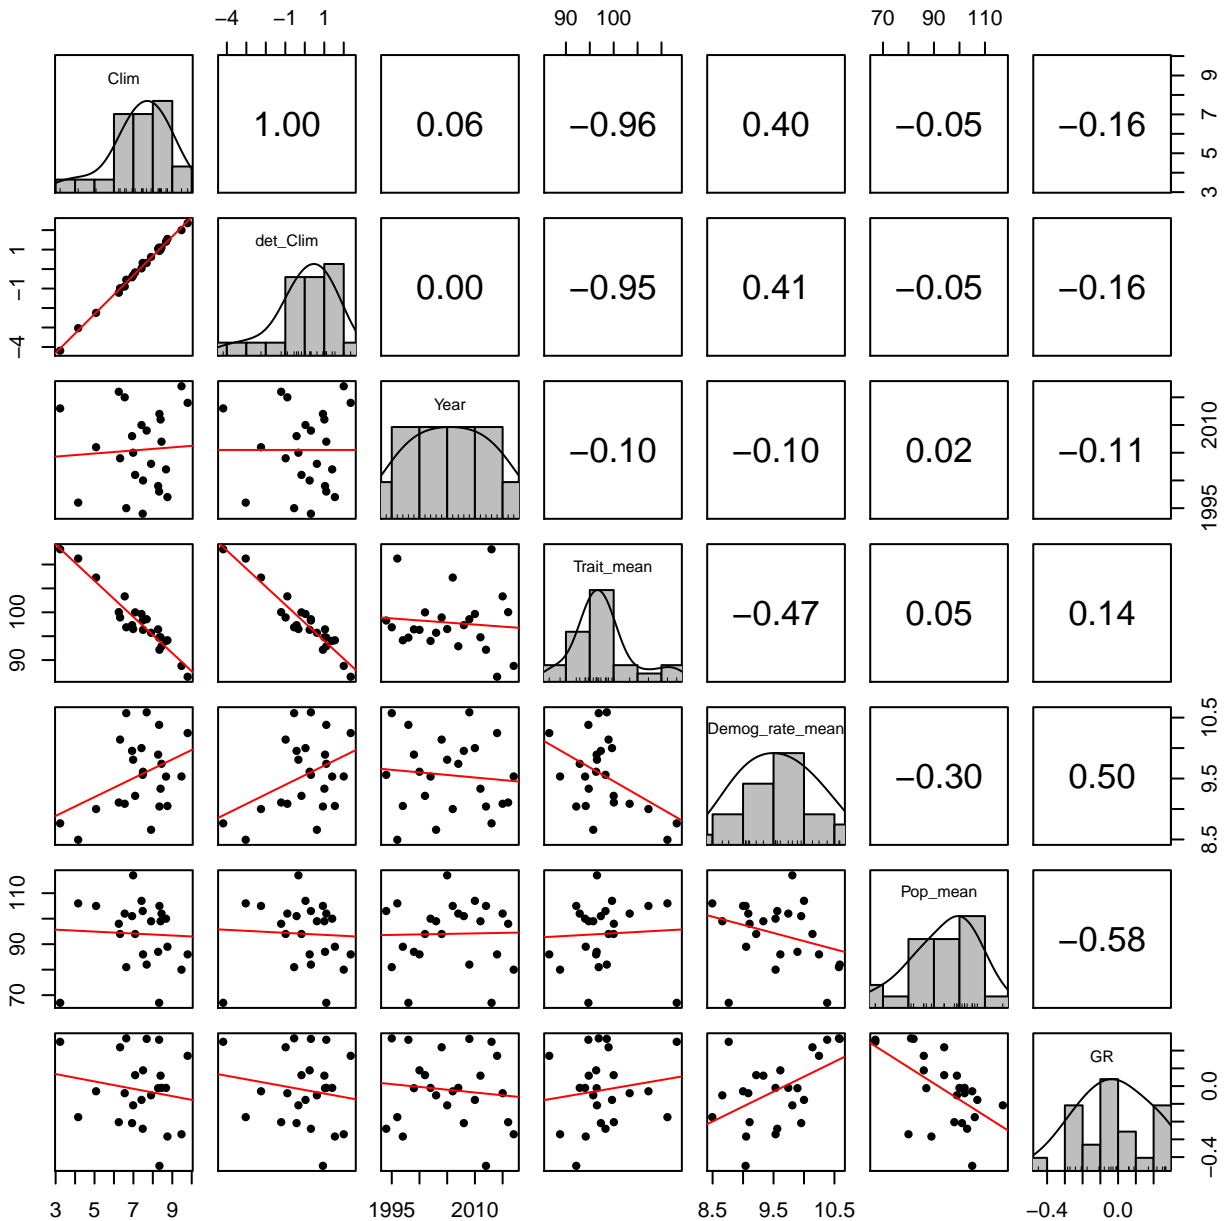 −4 −1 1 90 100 70 90 110
Clim 1.00 0.06 −0.96 0.40 −0.05 −0.16 3 5 7 9
−4 −1 1 det_Clim 0.00 −0.95 0.41 −0.05 −0.16
Year −0.10 −0.10 0.02 −0.11 1995 2010
90 100 Trait_mean −0.47 0.05 0.14
Demog_rate_mean −0.30 0.50 8.5 9.5 10.5
70 90 110 Pop_mean −0.58
GR −0.4 0.0
3 5 7 9 1995 2010 8.5 9.5 10.5 −0.4 0.0